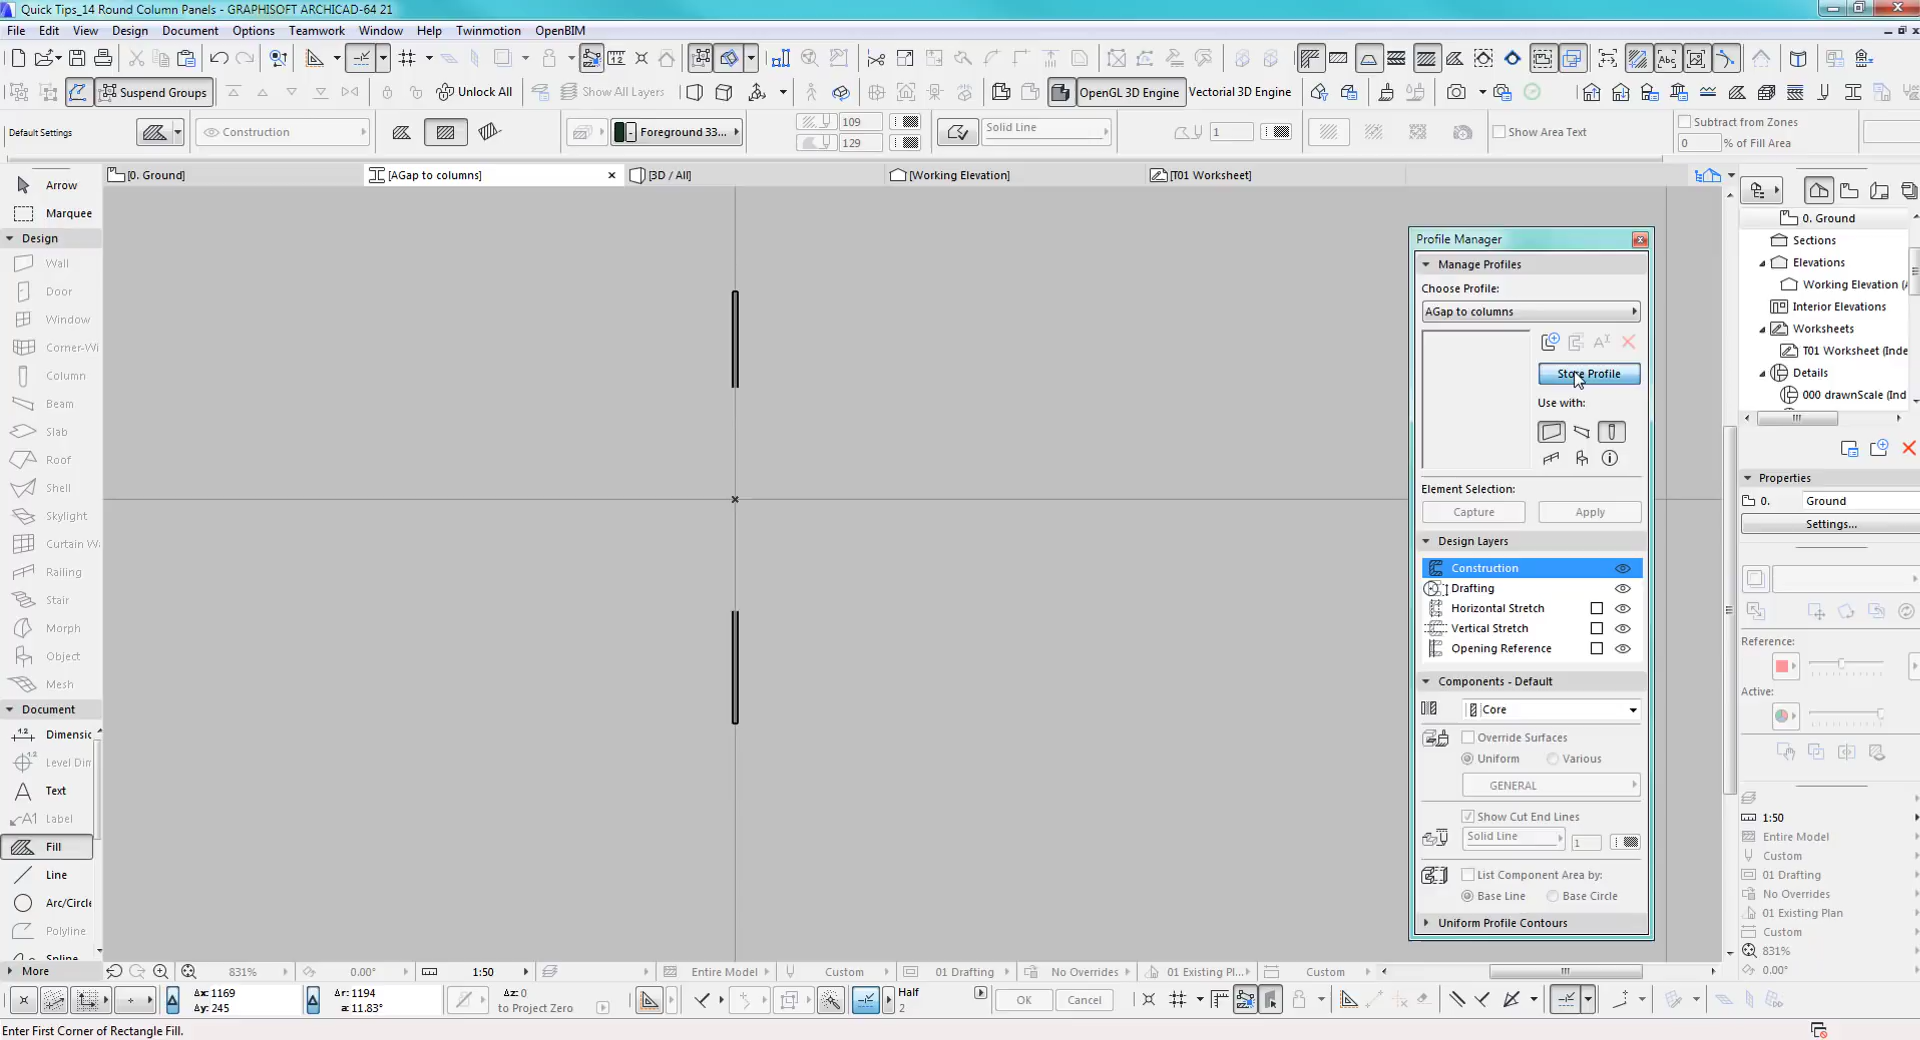 Quick Tips_14 Round Column Panels - GRAPHISOFT ARCHICAD-64 21
File Edit View Design Document Options Teamwork Window Help Twinmotion OpenBIM
Suspend Groups
Unlock All
Show All Layers
OpenGL 3D Engine
Vectorial 3D Engine
Default Settings
Construction
Foreground 33...
109
129
Solid Line
1
Show Area Text
Subtract from Zones
0 % of Fill Area
[0. Ground]
[AGap to columns]
[3D / All]
[Working Elevation]
[T01 Worksheet]
Arrow
Marquee
Design
Wall
Door
Window
Corner-Wi
Column
Beam
Slab
Roof
Shell
Skylight
Curtain W
Railing
Stair
Morph
Object
Mesh
Document
Dimensic
Level Din
Text
A1 Label
Fill
Line
Arc/Circle
Polyline
Spline
More
Profile Manager
Manage Profiles
Choose Profile:
AGap to columns
Store Profile
Use with:
Element Selection:
Capture
Apply
Design Layers
Construction
Drafting
Horizontal Stretch
Vertical Stretch
Opening Reference
Components - Default
Core
Override Surfaces
Uniform
Various
GENERAL
Show Cut End Lines
Solid Line
1
List Component Area by:
Base Line
Base Circle
Uniform Profile Contours
0. Ground
Sections
Elevations
Working Elevation (
Interior Elevations
Worksheets
T01 Worksheet (Inde
Details
000 drawnScale (Ind
Properties
0. Ground
Settings...
Reference:
Active:
1:50
Entire Model
Custom
01 Drafting
No Overrides
01 Existing Plan
Custom
831%
0.00°
831%
0.00°
1:50
Entire Model
Custom
01 Drafting
No Overrides
01 Existing Pl...
Custom
Δx: 1169
Δy: 245
Δr: 1194
a: 11.83°
Δz: 0
to Project Zero
Half
2
OK
Cancel
Enter First Corner of Rectangle Fill.